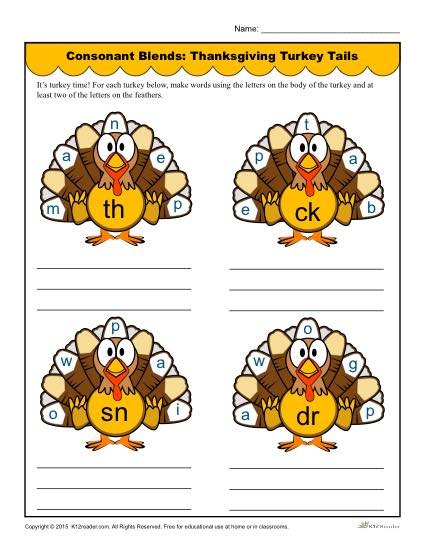 Name:
Consonant Blends: Thanksgiving Turkey Tails
It's turkey time! For each turkey below, make words using the letters on the body of the turkey and at
least two of the letters on the feathers.
n
a e
m p
th
t
p a
e b
ck
p
w a
o i
sn
o
w g
a p
dr
Copyright © 2015 K12reader.com. All Rights Reserved. Free for educational use at home or in classrooms.
K12Reader